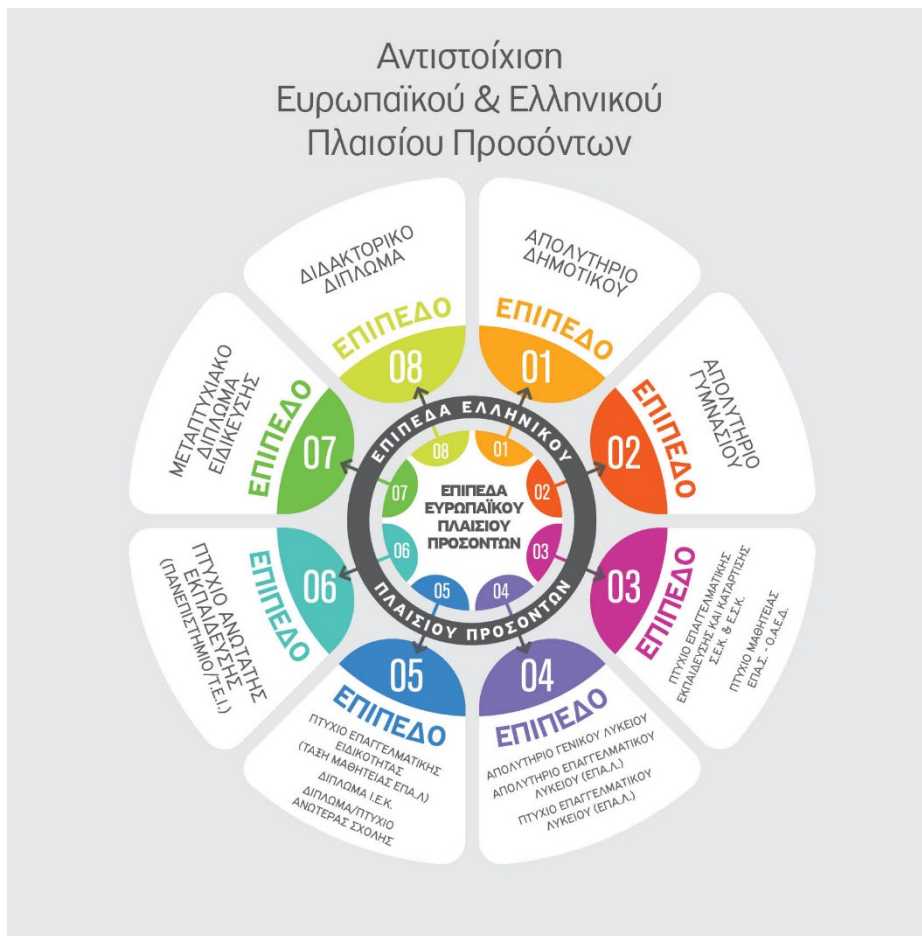 Αντιστοίχιση
Ευρωπαϊκού & Ελληνικού
Πλαισίου Προσόντων
ΑΠΟΛΥΤΗΡΙΟ
ΔΗΜΟΤΙΚΟΥ
ΕΠΙΠΕΔΟ
01
ΑΠΟΛΥΤΗΡΙΟ
ΓΥΜΝΑΣΙΟΥ
ΕΠΙΠΕΔΟ
02
ΠΤΥΧΙΟ ΕΠΑΓΓΕΛΜΑΤΙΚΗΣ
ΕΚΠΑΙΔΕΥΣΗΣ ΚΑΙ ΚΑΤΑΡΤΙΣΗΣ
Σ.Ε.Κ. & Ε.Σ.Κ.
ΠΤΥΧΙΟ ΜΑΘΗΤΕΙΑΣ
ΕΠΑ.Σ. - Ο.Α.Ε.Δ.
ΕΠΙΠΕΔΟ
03
04
ΕΠΙΠΕΔΟ
ΑΠΟΛΥΤΗΡΙΟ ΓΕΝΙΚΟΥ ΛΥΚΕΙΟΥ
ΑΠΟΛΥΤΗΡΙΟ ΕΠΑΓΓΕΛΜΑΤΙΚΟΥ
ΛΥΚΕΙΟΥ (ΕΠΑ.Λ.)
ΠΤΥΧΙΟ ΕΠΑΓΓΕΛΜΑΤΙΚΟΥ
ΛΥΚΕΙΟΥ (ΕΠΑ.Λ.)
05
ΕΠΙΠΕΔΟ
ΠΤΥΧΙΟ ΕΠΑΓΓΕΛΜΑΤΙΚΗΣ
ΕΙΔΙΚΟΤΗΤΑΣ
(ΤΑΞΗ ΜΑΘΗΤΕΙΑΣ ΕΠΑ.Λ)
ΔΙΠΛΩΜΑ Ι.Ε.Κ.
ΔΙΠΛΩΜΑ/ΠΤΥΧΙΟ
ΑΝΩΤΕΡΑΣ ΣΧΟΛΗΣ
ΠΤΥΧΙΟ ΑΝΩΤΑΤΗΣ
ΕΚΠΑΙΔΕΥΣΗΣ
(ΠΑΝΕΠΙΣΤΗΜΙΟ/Τ.Ε.Ι.)
ΕΠΙΠΕΔΟ
06
ΜΕΤΑΠΤΥΧΙΑΚΟ
ΔΙΠΛΩΜΑ
ΕΙΔΙΚΕΥΣΗΣ
ΕΠΙΠΕΔΟ
07
ΔΙΔΑΚΤΟΡΙΚΟ
ΔΙΠΛΩΜΑ
ΕΠΙΠΕΔΟ
08
ΕΠΙΠΕΔΑ ΕΛΛΗΝΙΚΟΥ
ΠΛΑΙΣΙΟΥ ΠΡΟΣΟΝΤΩΝ
01
02
03
04
05
06
07
08
ΕΠΙΠΕΔΑ
ΕΥΡΩΠΑΪΚΟΥ
ΠΛΑΙΣΙΟΥ
ΠΡΟΣΟΝΤΩΝ